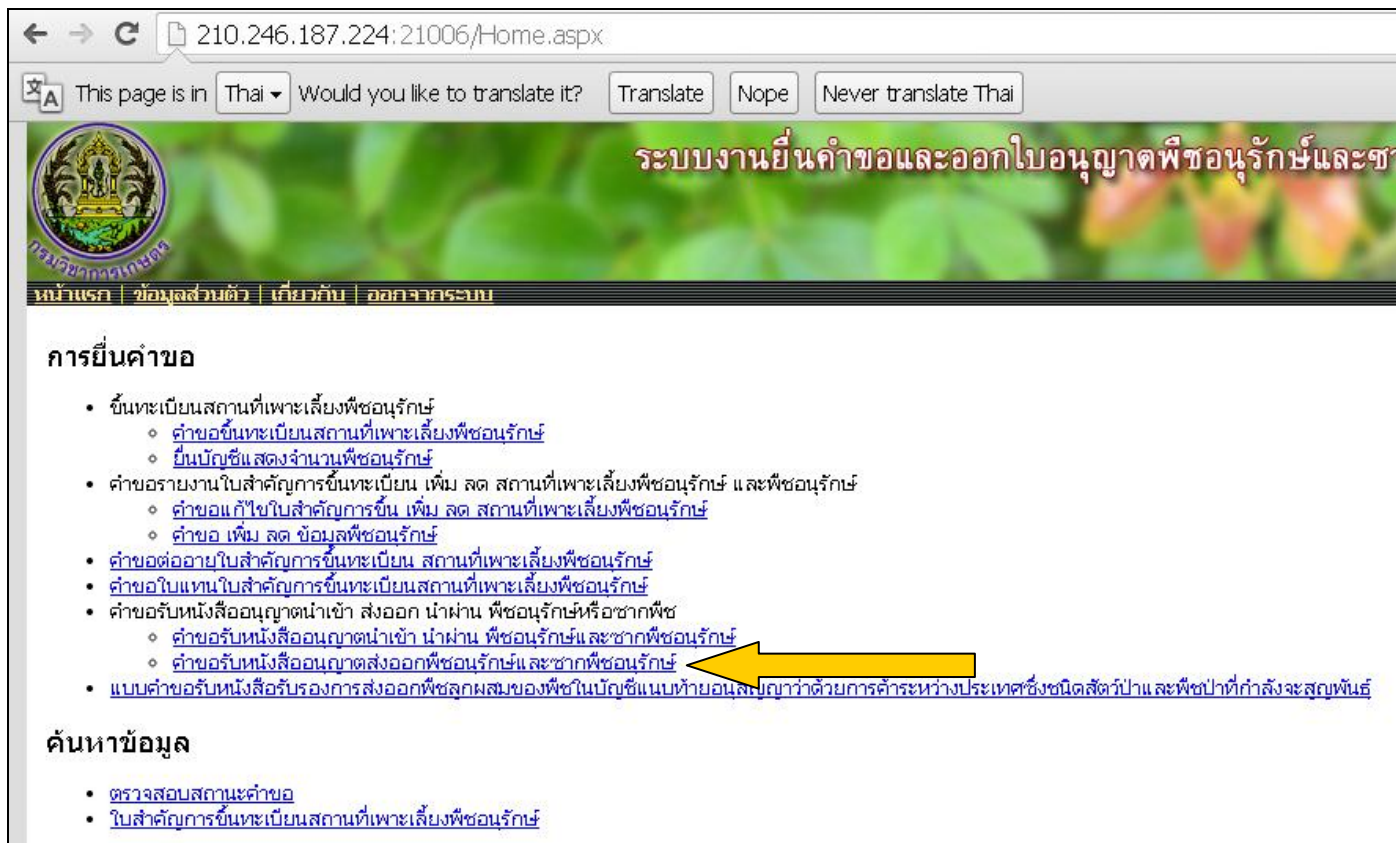 210.246.187.224:21006/Home.aspx
This page is in Thai Would you like to translate it? Translate Nope Never translate Thai
ระบบงานยื่นคำขอและออกใบอนุญาตพืชอนุรักษ์และซา
กรมวิชาการเกษตร
หน้าแรก | ข้อมูลส่วนตัว | เกี่ยวกับ | ออกจากระบบ
การยื่นคำขอ
ขึ้นทะเบียนสถานที่เพาะเลี้ยงพืชอนุรักษ์
คำขอขึ้นทะเบียนสถานที่เพาะเลี้ยงพืชอนุรักษ์
ยื่นบัญชีแสดงจำนวนพืชอนุรักษ์
คำขอรายงานใบสำคัญการขึ้นทะเบียน เพิ่ม ลด สถานที่เพาะเลี้ยงพืชอนุรักษ์ และพืชอนุรักษ์
คำขอแก้ไขใบสำคัญการขึ้น เพิ่ม ลด สถานที่เพาะเลี้ยงพืชอนุรักษ์
คำขอ เพิ่ม ลด ข้อมูลพืชอนุรักษ์
คำขอต่ออายุใบสำคัญการขึ้นทะเบียน สถานที่เพาะเลี้ยงพืชอนุรักษ์
คำขอใบแทนใบสำคัญการขึ้นทะเบียนสถานที่เพาะเลี้ยงพืชอนุรักษ์
คำขอรับหนังสืออนุญาตนำเข้า ส่งออก นำผ่าน พืชอนุรักษ์หรือซากพืช
คำขอรับหนังสืออนุญาตนำเข้า นำผ่าน พืชอนุรักษ์และซากพืชอนุรักษ์
คำขอรับหนังสืออนุญาตส่งออกพืชอนุรักษ์และซากพืชอนุรักษ์
แบบคำขอรับหนังสือรับรองการส่งออกพืชลูกผสมของพืชในบัญชีแนบท้ายอนุสัญญาว่าด้วยการค้าระหว่างประเทศซึ่งชนิดสัตว์ป่าและพืชป่าที่กำลังจะสูญพันธุ์
ค้นหาข้อมูล
ตรวจสอบสถานะคำขอ
ใบสำคัญการขึ้นทะเบียนสถานที่เพาะเลี้ยงพืชอนุรักษ์